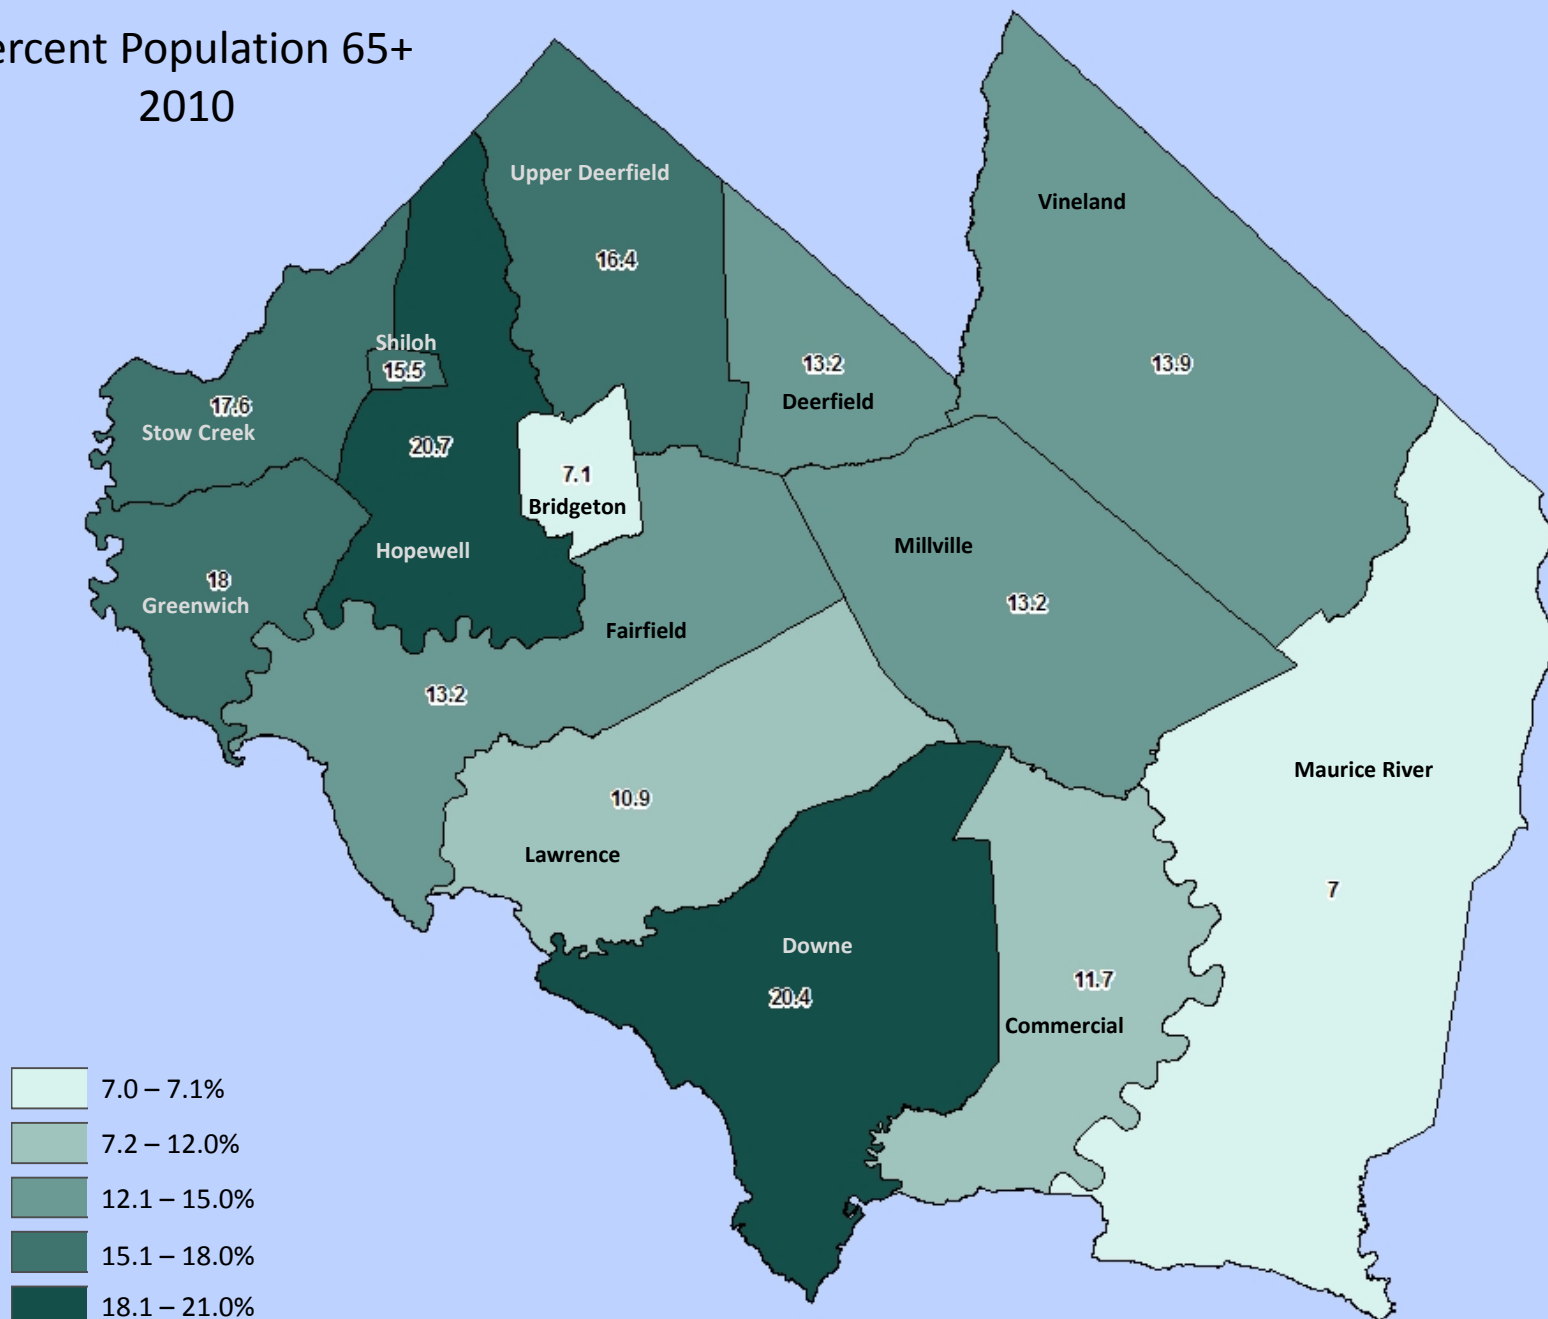 ercent Population 65+
2010
Upper Deerfield
16.4
Vineland
13.9
Shiloh
15.5
13.2
Deerfield
17.6
Stow Creek
20.7
7.1
Bridgeton
Hopewell
Millville
13.2
18
Greenwich
Fairfield
13.2
Maurice River
7
10.9
Lawrence
Downe
20.4
11.7
Commercial
7.0 – 7.1%
7.2 – 12.0%
12.1 – 15.0%
15.1 – 18.0%
18.1 – 21.0%